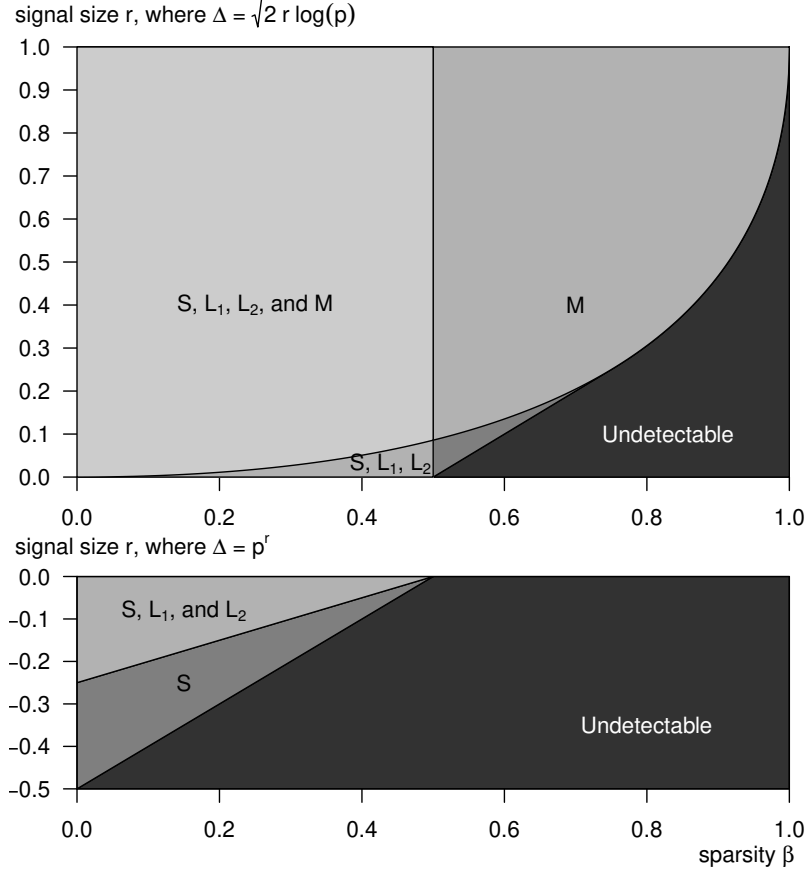 signal size r, where Δ = √2 r log(p)
1.0
0.9
0.8
0.7
0.6
0.5
0.4
0.3
0.2
0.1
0.0
S, L₁, L₂, and M
M
S, L₁, L₂
Undetectable
0.0 0.2 0.4 0.6 0.8 1.0
signal size r, where Δ = pʳ
0.0
−0.1
−0.2
−0.3
−0.4
−0.5
S, L₁, and L₂
S
Undetectable
0.0 0.2 0.4 0.6 0.8 1.0
sparsity β